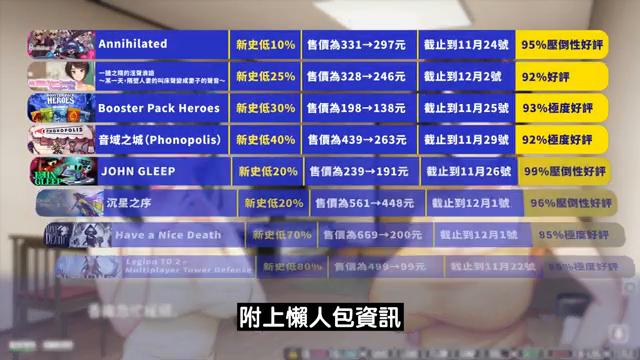 Annihilated 新史低10% 售價為331→297元 截止到11月24號 95%壓倒性好評
一牆之隔的淫聲浪語
～某一天，隔壁人妻的叫床聲變成妻子的聲音～ 新史低25% 售價為328→246元 截止到12月2號 92%好評
Booster Pack Heroes 新史低30% 售價為198→138元 截止到11月25號 93%極度好評
音域之城(Phonopolis) 新史低40% 售價為439→263元 截止到11月29號 92%極度好評
JOHN GLEEP 新史低20% 售價為239→191元 截止到11月26號 99%壓倒性好評
沉星之序 新史低20% 售價為561→448元 截止到12月1號 96%壓倒性好評
Have a Nice Death 新史低70% 售價為669→200元 截止到12月1號 85%極度好評
Legion TD 2 -
Multiplayer Tower Defense 新史低80% 售價為499→99元 截止到11月22號 極度好評
附上懶人包資訊